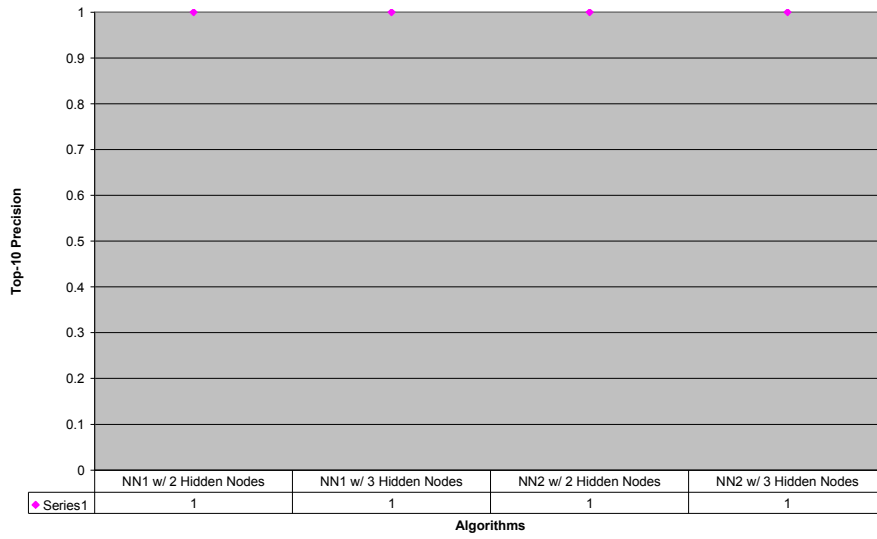 1
0.9
0.8
0.7
0.6
0.5
0.4
0.3
0.2
0.1
0
Top-10 Precision
NN1 w/ 2 Hidden Nodes NN1 w/ 3 Hidden Nodes NN2 w/ 2 Hidden Nodes NN2 w/ 3 Hidden Nodes
Series1 1 1 1 1
Algorithms